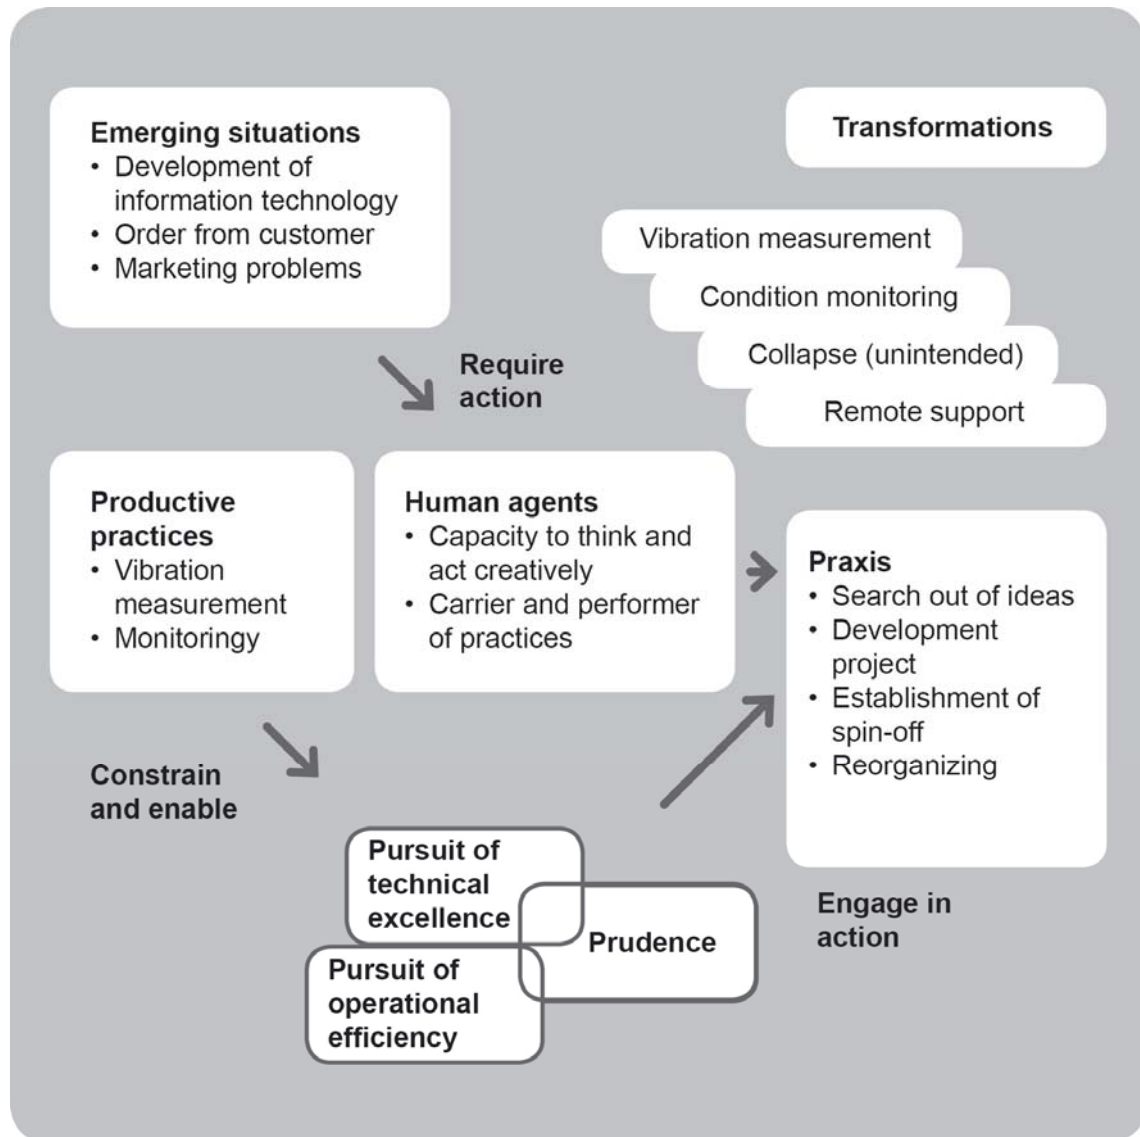 Emerging situations
• Development of
information technology
• Order from customer
• Marketing problems
Transformations
Vibration measurement
Condition monitoring
Collapse (unintended)
Remote support
Require
action
Productive
practices
• Vibration
measurement
• Monitoringy
Human agents
• Capacity to think and
act creatively
• Carrier and performer
of practices
Praxis
• Search out of ideas
• Development
project
• Establishment of
spin-off
• Reorganizing
Constrain
and enable
Pursuit of
technical
excellence
Prudence
Pursuit of
operational
efficiency
Engage in
action